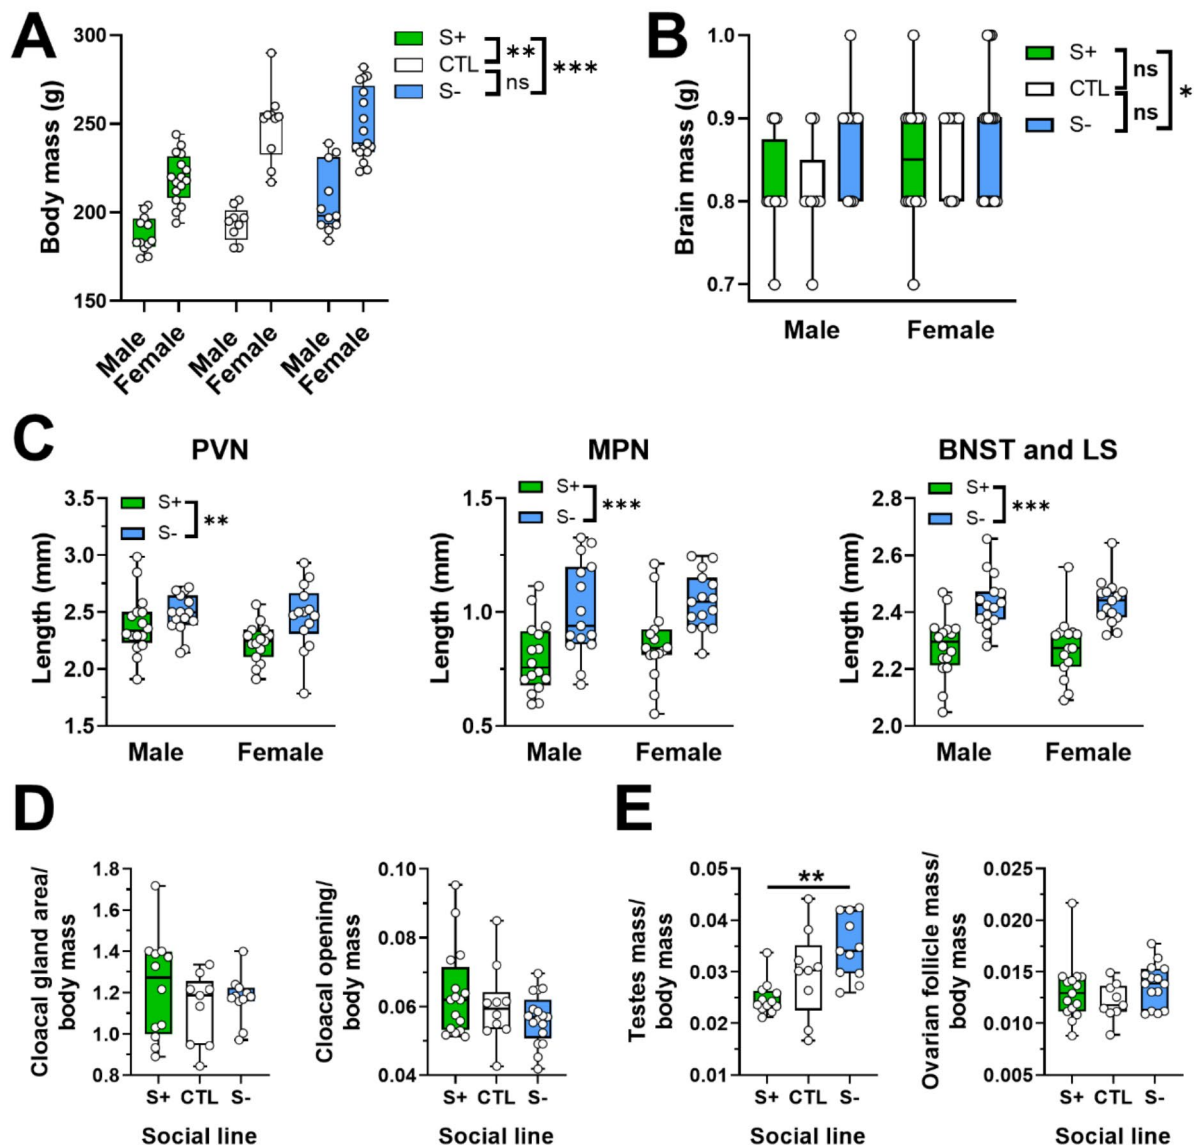 A
Body mass (g)
300
250
200
150
Male
Female
Male
Female
Male
Female
S+
CTL
S-
**
ns
***
B
Brain mass (g)
1.0
0.9
0.8
0.7
Male
Female
S+
CTL
S-
ns
ns
*
C
PVN
Length (mm)
3.5
3.0
2.5
2.0
1.5
S+
S-
**
Male
Female
MPN
Length (mm)
1.5
1.0
0.5
S+
S-
***
Male
Female
BNST and LS
Length (mm)
2.8
2.6
2.4
2.2
2.0
S+
S-
***
Male
Female
D
Cloacal gland area/
body mass
1.8
1.6
1.4
1.2
1.0
0.8
S+ CTL S-
Social line
Cloacal opening/
body mass
0.10
0.08
0.06
0.04
S+ CTL S-
Social line
E
Testes mass/
body mass
0.05
0.04
0.03
0.02
0.01
**
S+ CTL S-
Social line
Ovarian follicle mass/
body mass
0.025
0.020
0.015
0.010
0.005
S+ CTL S-
Social line